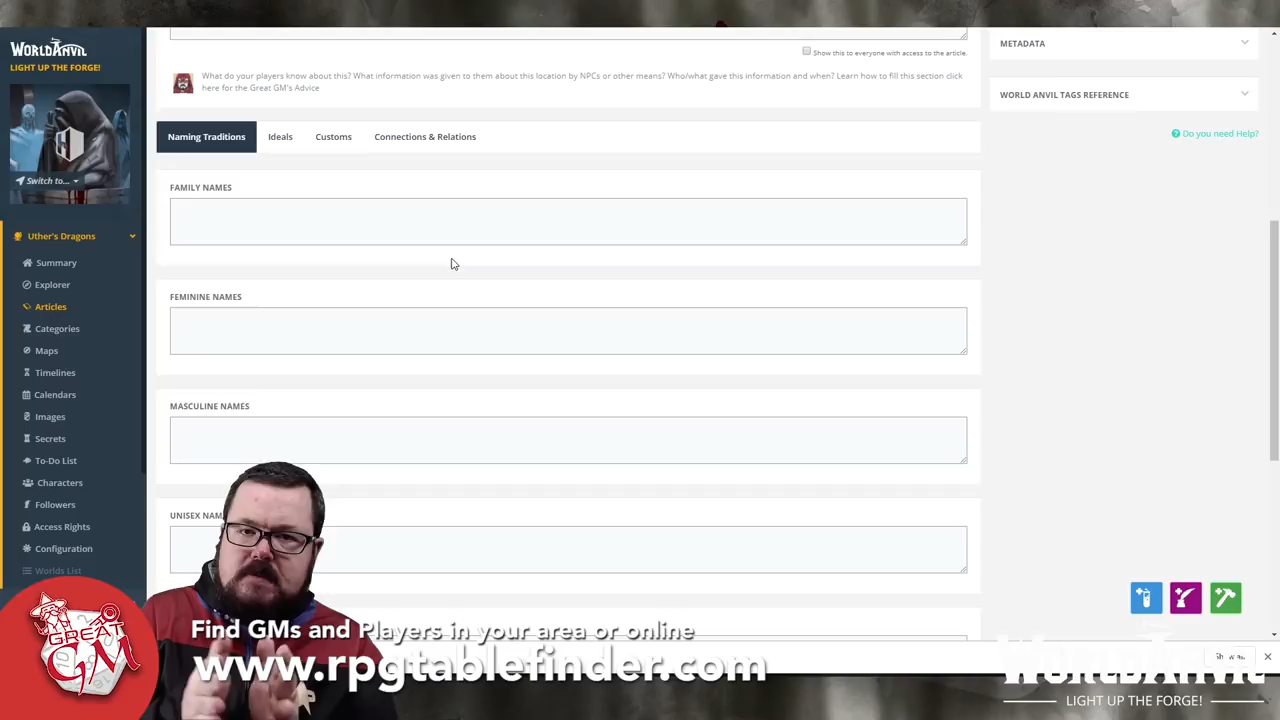 WORLDANVIL
LIGHT UP THE FORGE!
Switch to...
Uther's Dragons
Summary
Explorer
Articles
Categories
Maps
Timelines
Calendars
Images
Secrets
To-Do List
Characters
Followers
Access Rights
Configuration
Worlds List
Show this to everyone with access to the article.
What do your players know about this? What information was given to them about this location by NPCs or other means? Who/what gave this information and when? Learn how to fill this section click
here for the Great GM's Advice
Naming Traditions Ideals Customs Connections & Relations
FAMILY NAMES
FEMININE NAMES
MASCULINE NAMES
UNISEX
METADATA
WORLD ANVIL TAGS REFERENCE
Do you need Help?
GREAT
GM
Find GMs and Players in your area or online
www.rpgtablefinder.com
WORLDANVIL
LIGHT UP THE FORGE!